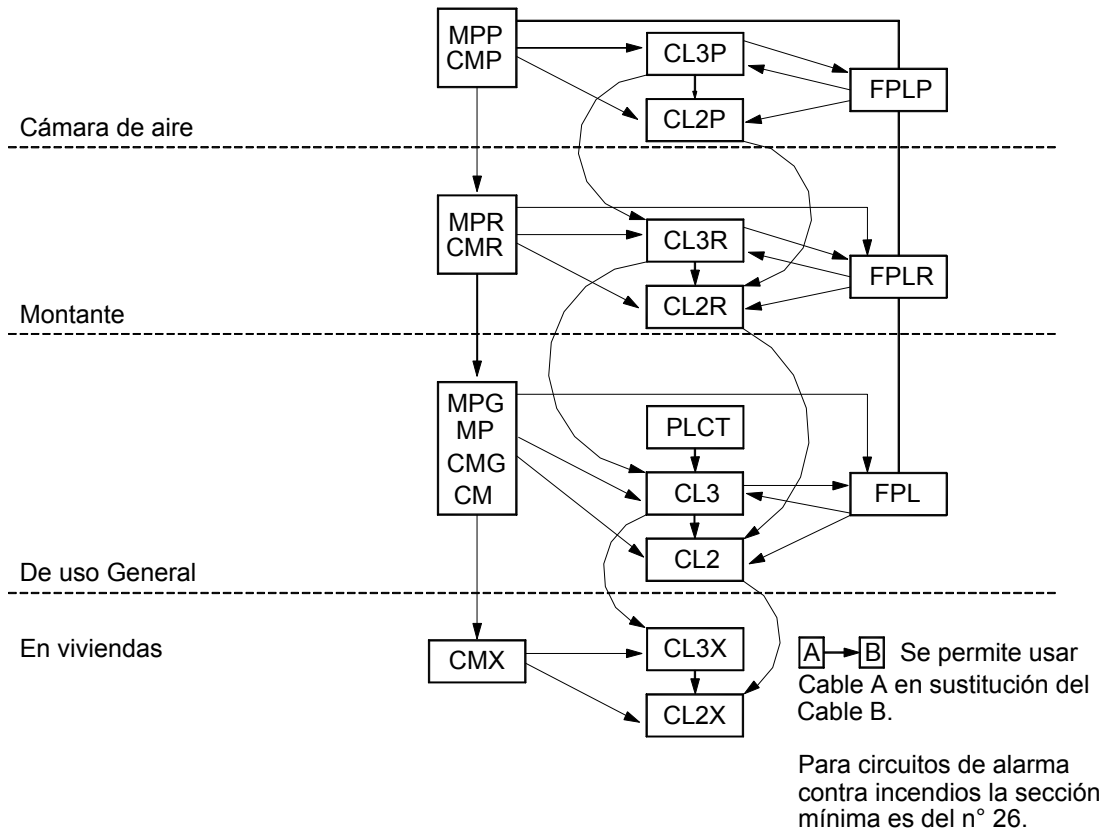 MPP
CMP
CL3P
FPLP
CL2P
Cámara de aire
MPR
CMR
CL3R
FPLR
CL2R
Montante
MPG
MP
CMG
CM
PLCT
CL3
FPL
CL2
De uso General
En viviendas
CMX
CL3X
CL2X
A B Se permite usar
Cable A en sustitución del
Cable B.
Para circuitos de alarma
contra incendios la sección
mínima es del n° 26.